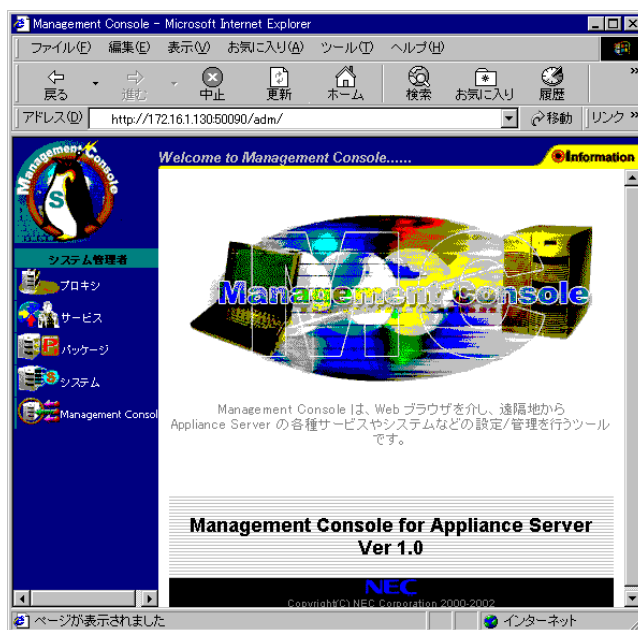 Management Console - Microsoft Internet Explorer
ファイル(F) 編集(E) 表示(V) お気に入り(A) ツール(T) ヘルプ(H)
戻る 進む 中止 更新 ホーム 検索 お気に入り 履歴 »
アドレス(D) http://172.16.1.130:50090/adm/ 移動 リンク »
Management Console
S
Welcome to Management Console......
Information
システム管理者
プロキシ
サービス
パッケージ
システム
Management Consol
MC
Management console
Management Console は、Web ブラウザを介し、遠隔地から
Appliance Server の各種サービスやシステムなどの設定/管理を行うツール
です。
Management Console for Appliance Server
Ver 1.0
NEC
Copyright(C) NEC Corporation 2000-2002
ページが表示されました インターネット